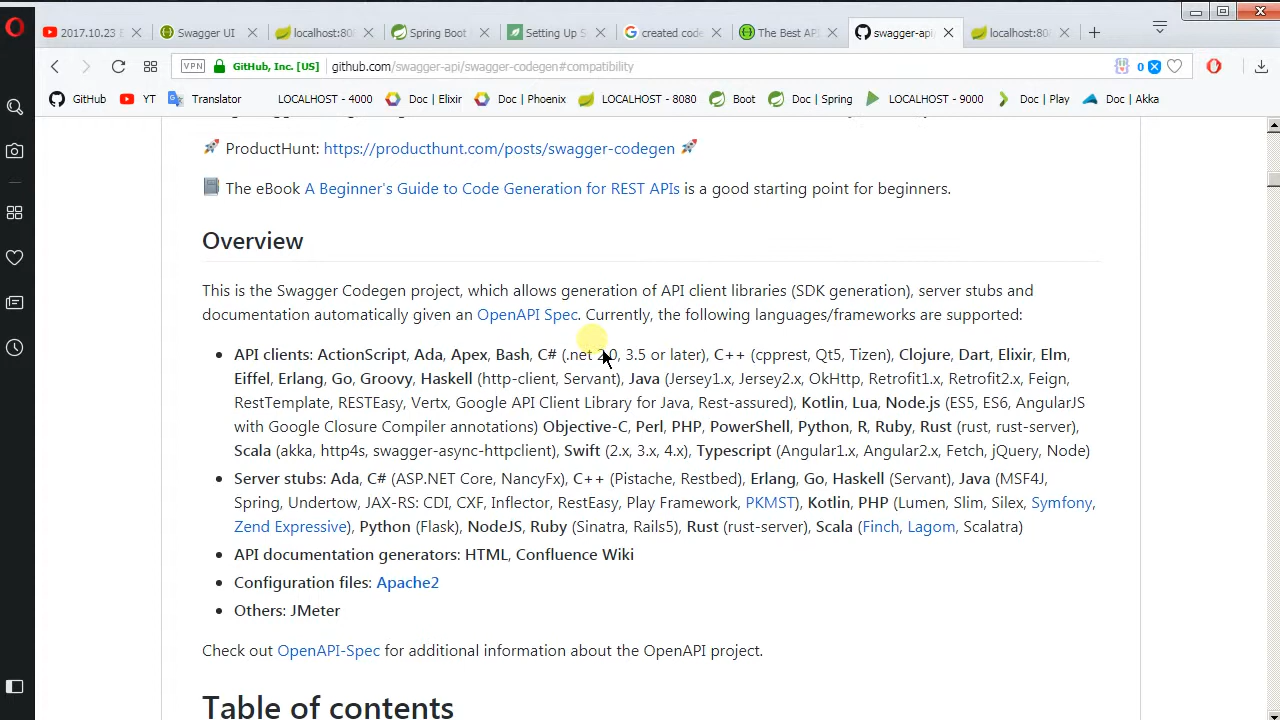 2017.10.23 E
Swagger UI
localhost:808
Spring Boot
Setting Up S
created code
The Best API
swagger-api
localhost:808
VPN
GitHub, Inc. [US]
github.com/swagger-api/swagger-codegen#compatibility
0
GitHub
YT
Translator
LOCALHOST - 4000
Doc | Elixir
Doc | Phoenix
LOCALHOST - 8080
Boot
Doc | Spring
LOCALHOST - 9000
Doc | Play
Doc | Akka
ProductHunt: https://producthunt.com/posts/swagger-codegen
The eBook A Beginner's Guide to Code Generation for REST APIs is a good starting point for beginners.
Overview
This is the Swagger Codegen project, which allows generation of API client libraries (SDK generation), server stubs and
documentation automatically given an OpenAPI Spec. Currently, the following languages/frameworks are supported:
API clients: ActionScript, Ada, Apex, Bash, C# (.net 2.0, 3.5 or later), C++ (cpprest, Qt5, Tizen), Clojure, Dart, Elixir, Elm,
Eiffel, Erlang, Go, Groovy, Haskell (http-client, Servant), Java (Jersey1.x, Jersey2.x, OkHttp, Retrofit1.x, Retrofit2.x, Feign,
RestTemplate, RESTEasy, Vertx, Google API Client Library for Java, Rest-assured), Kotlin, Lua, Node.js (ES5, ES6, AngularJS
with Google Closure Compiler annotations) Objective-C, Perl, PHP, PowerShell, Python, R, Ruby, Rust (rust, rust-server),
Scala (akka, http4s, swagger-async-httpclient), Swift (2.x, 3.x, 4.x), Typescript (Angular1.x, Angular2.x, Fetch, jQuery, Node)
Server stubs: Ada, C# (ASP.NET Core, NancyFx), C++ (Pistache, Restbed), Erlang, Go, Haskell (Servant), Java (MSF4J,
Spring, Undertow, JAX-RS: CDI, CXF, Inflector, RestEasy, Play Framework, PKMST), Kotlin, PHP (Lumen, Slim, Silex, Symfony,
Zend Expressive), Python (Flask), NodeJS, Ruby (Sinatra, Rails5), Rust (rust-server), Scala (Finch, Lagom, Scalatra)
API documentation generators: HTML, Confluence Wiki
Configuration files: Apache2
Others: JMeter
Check out OpenAPI-Spec for additional information about the OpenAPI project.
Table of contents